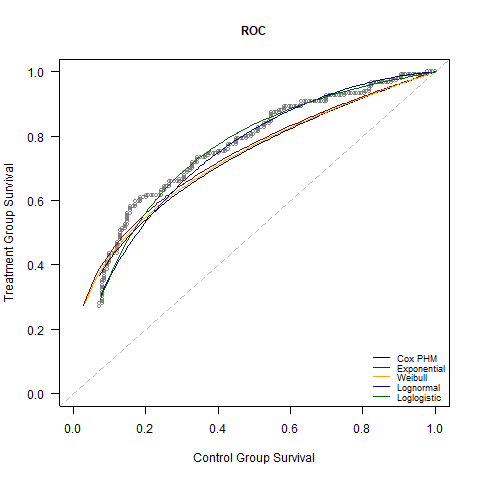 ROC
Treatment Group Survival
1.0
0.8
0.6
0.4
0.2
0.0
Cox PHM
Exponential
Weibull
Lognormal
Loglogistic
0.0 0.2 0.4 0.6 0.8 1.0
Control Group Survival